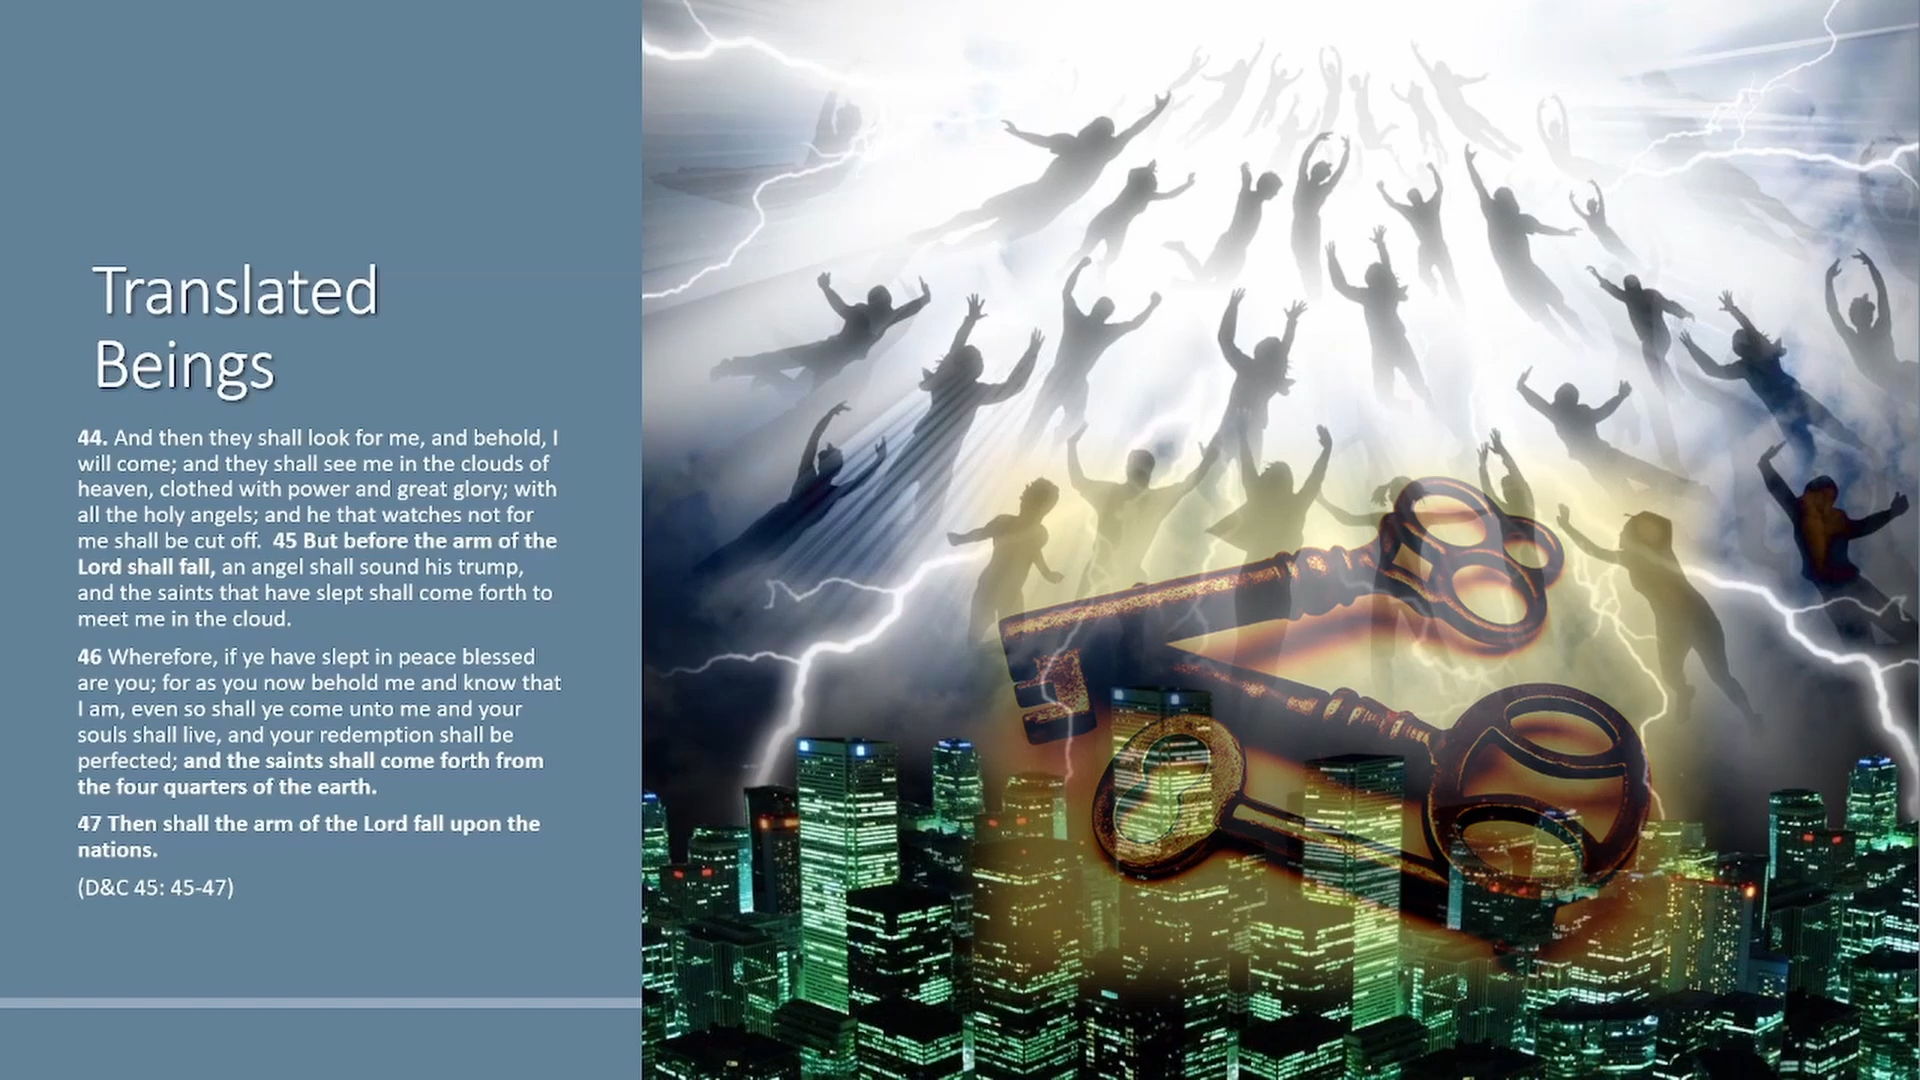 Translated
Beings
44. And then they shall look for me, and behold, I
will come; and they shall see me in the clouds of
heaven, clothed with power and great glory; with
all the holy angels; and he that watches not for
me shall be cut off.  45 But before the arm of the
Lord shall fall, an angel shall sound his trump,
and the saints that have slept shall come forth to
meet me in the cloud.
46 Wherefore, if ye have slept in peace blessed
are you; for as you now behold me and know that
I am, even so shall ye come unto me and your
souls shall live, and your redemption shall be
perfected; and the saints shall come forth from
the four quarters of the earth.
47 Then shall the arm of the Lord fall upon the
nations.
(D&C 45: 45-47)